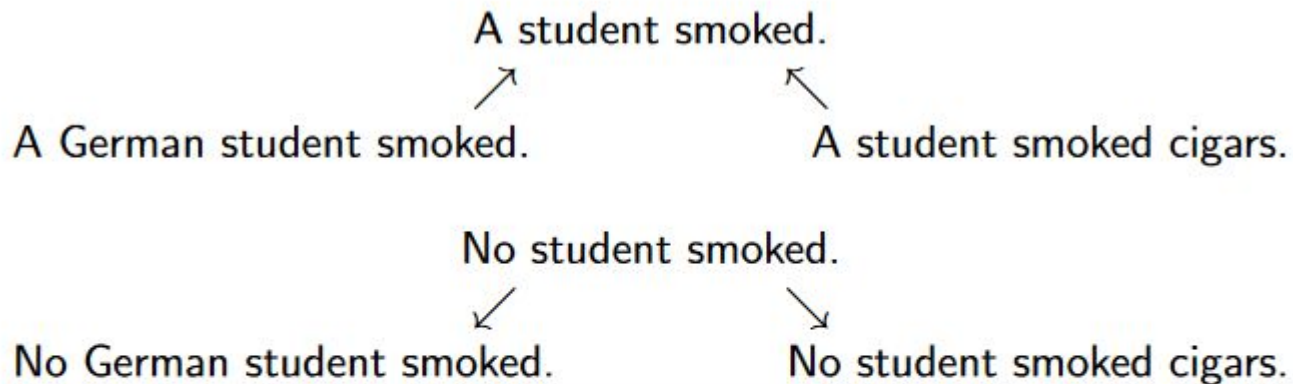 A student smoked.
A German student smoked. A student smoked cigars.
No student smoked.
No German student smoked. No student smoked cigars.